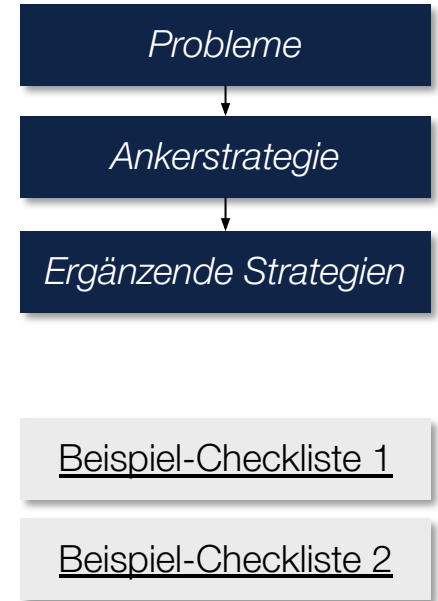 Probleme
Ankerstrategie
Ergänzende Strategien
Beispiel-Checkliste 1
Beispiel-Checkliste 2